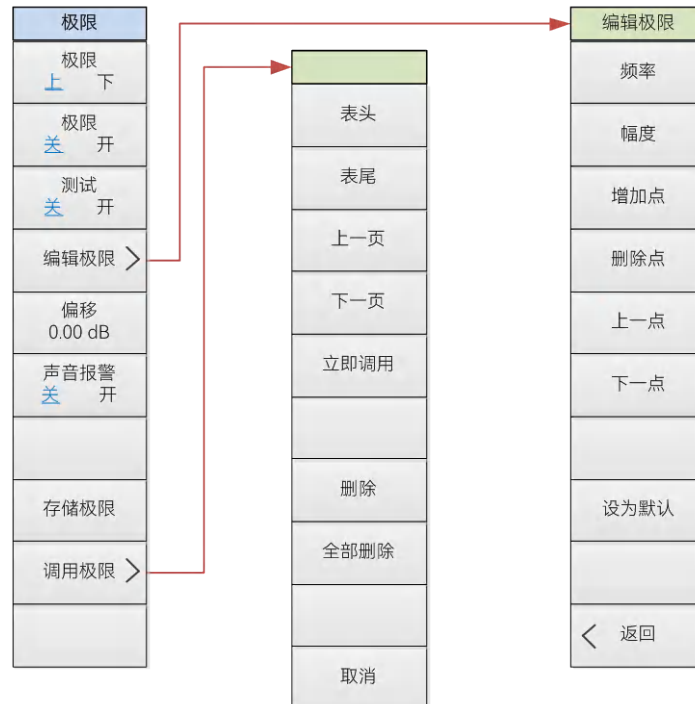 极限
极限
上 下
极限
关 开
测试
关 开
编辑极限
偏移
0.00 dB
声音报警
关 开
存储极限
调用极限
表头
表尾
上一页
下一页
立即调用
删除
全部删除
取消
编辑极限
频率
幅度
增加点
删除点
上一点
下一点
设为默认
返回